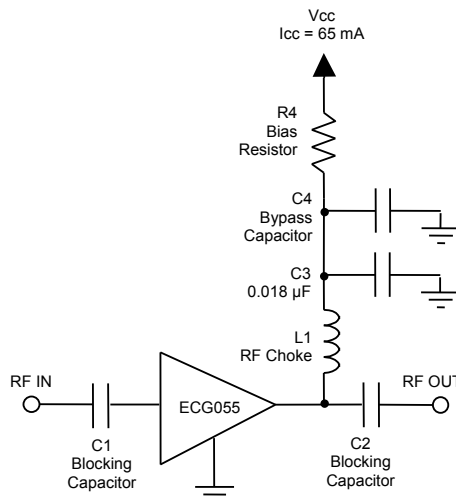 Vcc
Icc = 65 mA
R4
Bias
Resistor
C4
Bypass
Capacitor
C3
0.018 µF
L1
RF Choke
RF IN
ECG055
RF OUT
C1
Blocking
Capacitor
C2
Blocking
Capacitor